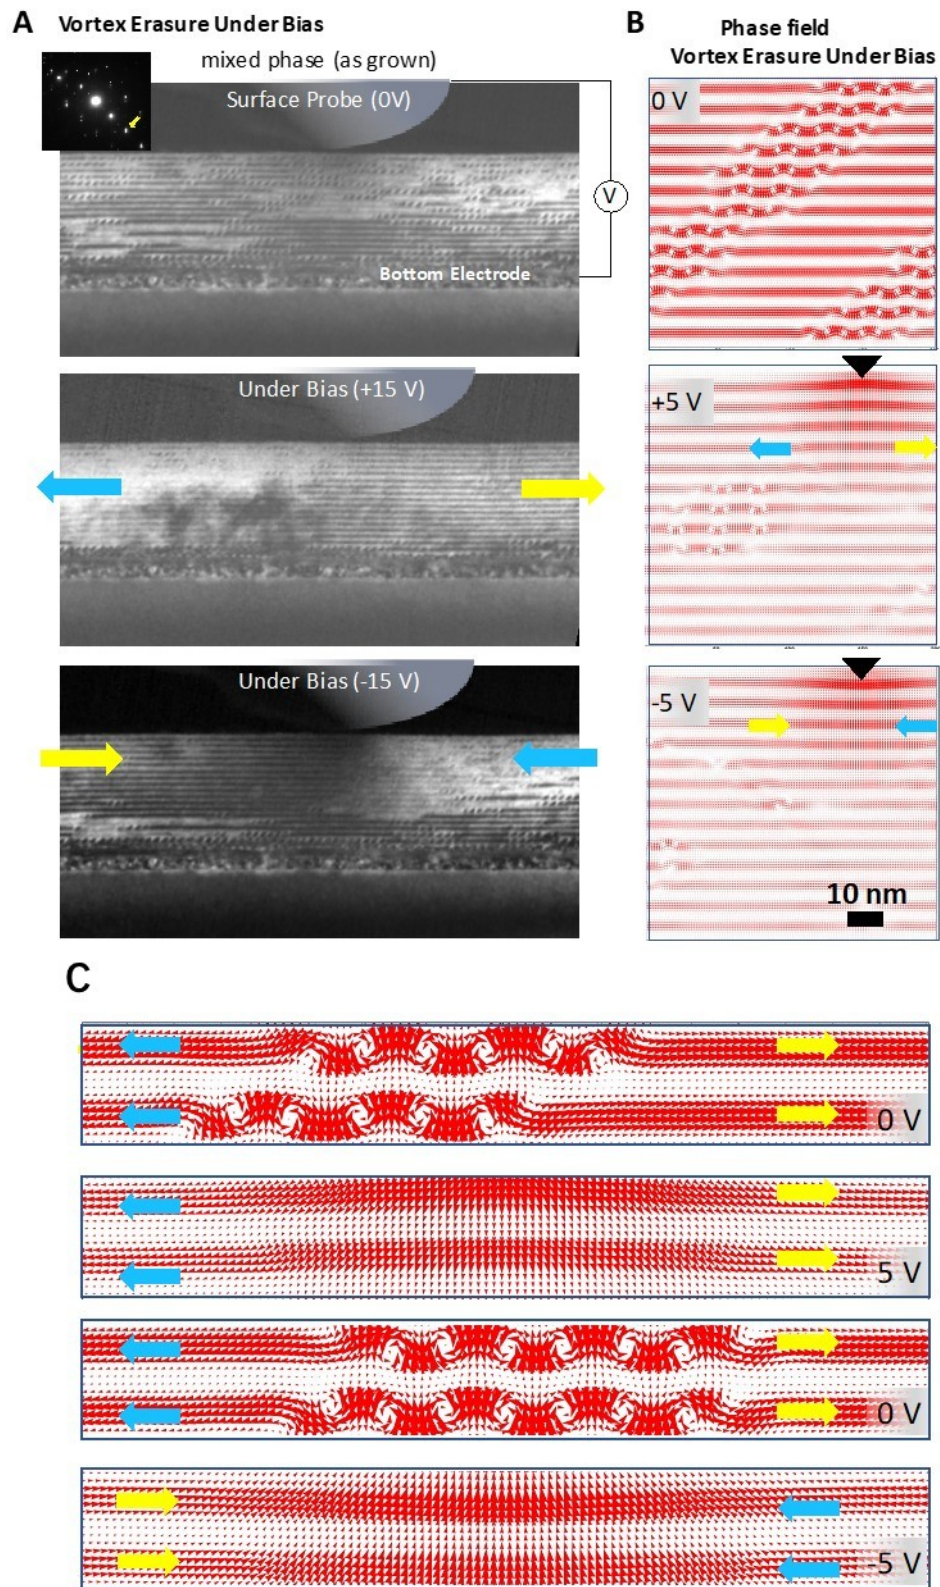 A Vortex Erasure Under Bias
mixed phase (as grown)
Surface Probe (0V)
V
Bottom Electrode
Under Bias (+15 V)
Under Bias (-15 V)
B Phase field
Vortex Erasure Under Bias
0 V
+5 V
-5 V
10 nm
C
0 V
5 V
0 V
-5 V